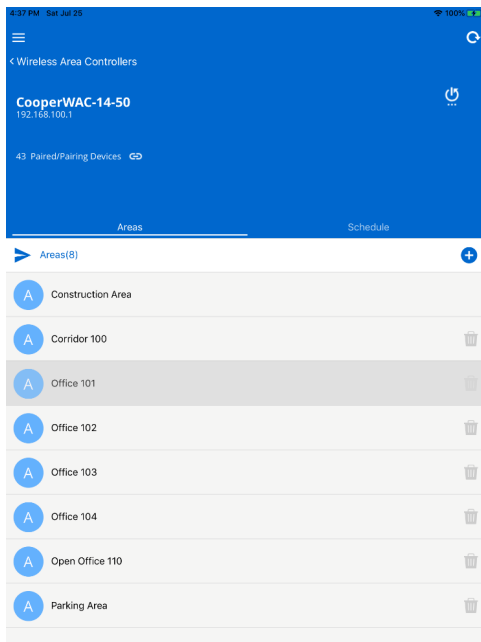 4:37 PM Sat Jul 25
100%
< Wireless Area Controllers
CooperWAC-14-50
192.168.100.1
43 Paired/Pairing Devices
Areas
Schedule
Areas(8)
A Construction Area
A Corridor 100
A Office 101
A Office 102
A Office 103
A Office 104
A Open Office 110
A Parking Area